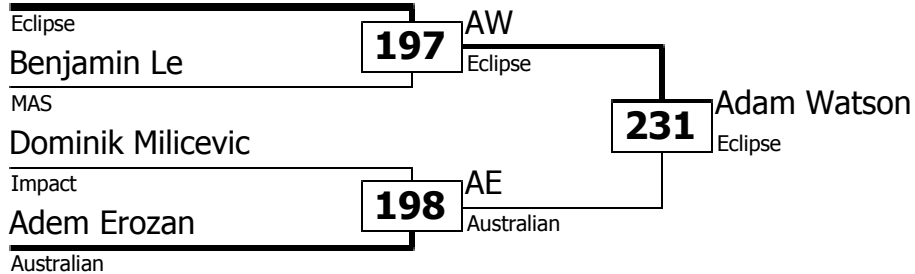 Eclipse
Benjamin Le
MAS
Dominik Milicevic
Impact
Adem Erozan
Australian
197
AW
Eclipse
198
AE
Australian
231
Adam Watson
Eclipse